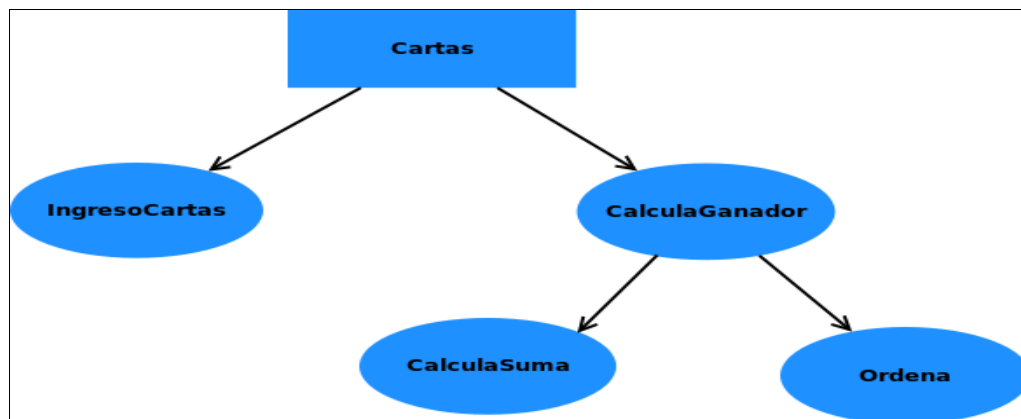 Cartas
IngresoCartas
CalculaGanador
CalculaSuma
Ordena